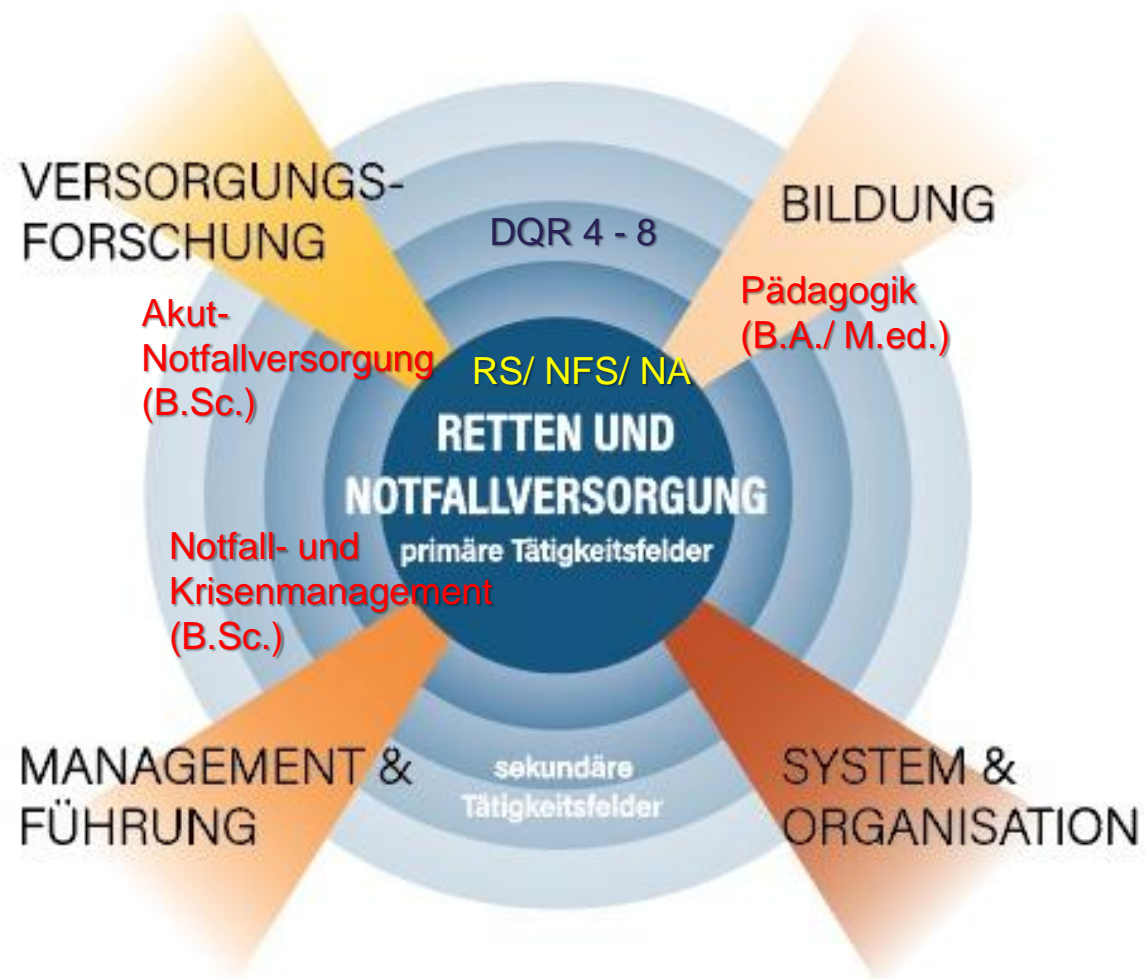 VERSORGUNGS-
FORSCHUNG
BILDUNG
DQR 4 - 8
Akut-
Notfallversorgung
(B.Sc.)
Pädagogik
(B.A./ M.ed.)
RS/ NFS/ NA
RETTEN UND
NOTFALLVERSORGUNG
primäre Tätigkeitsfelder
Notfall- und
Krisenmanagement
(B.Sc.)
MANAGEMENT &
FÜHRUNG
sekundäre
Tätigkeitsfelder
SYSTEM &
ORGANISATION